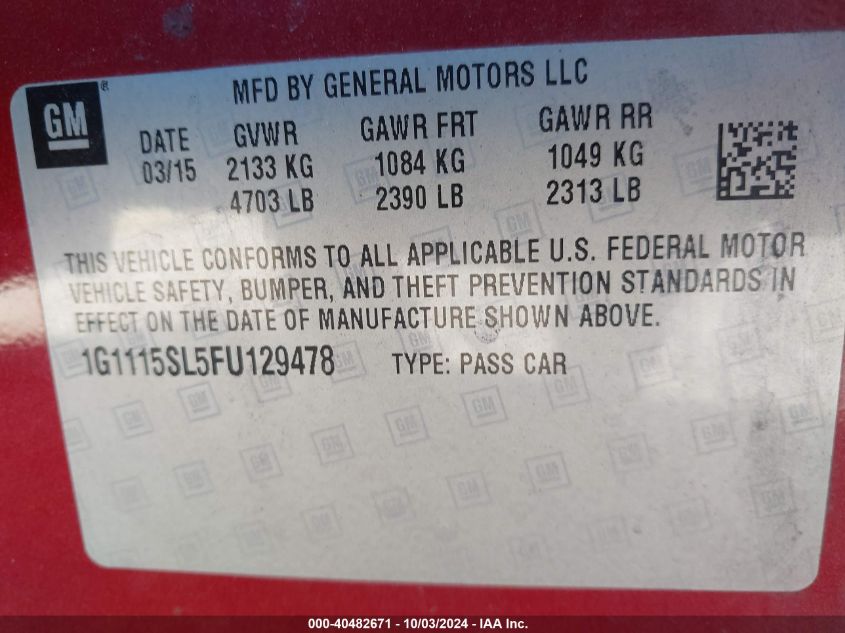 MFD BY GENERAL MOTORS LLC
GM ®
DATE GVWR GAWR FRT GAWR RR
03/15 2133 KG 1084 KG 1049 KG
4703 LB 2390 LB 2313 LB
THIS VEHICLE CONFORMS TO ALL APPLICABLE U.S. FEDERAL MOTOR
VEHICLE SAFETY, BUMPER, AND THEFT PREVENTION STANDARDS IN
EFFECT ON THE DATE OF MANUFACTURE SHOWN ABOVE.
1G1115SL5FU129478 TYPE: PASS CAR
000-40482671 - 10/03/2024 - IAA Inc.